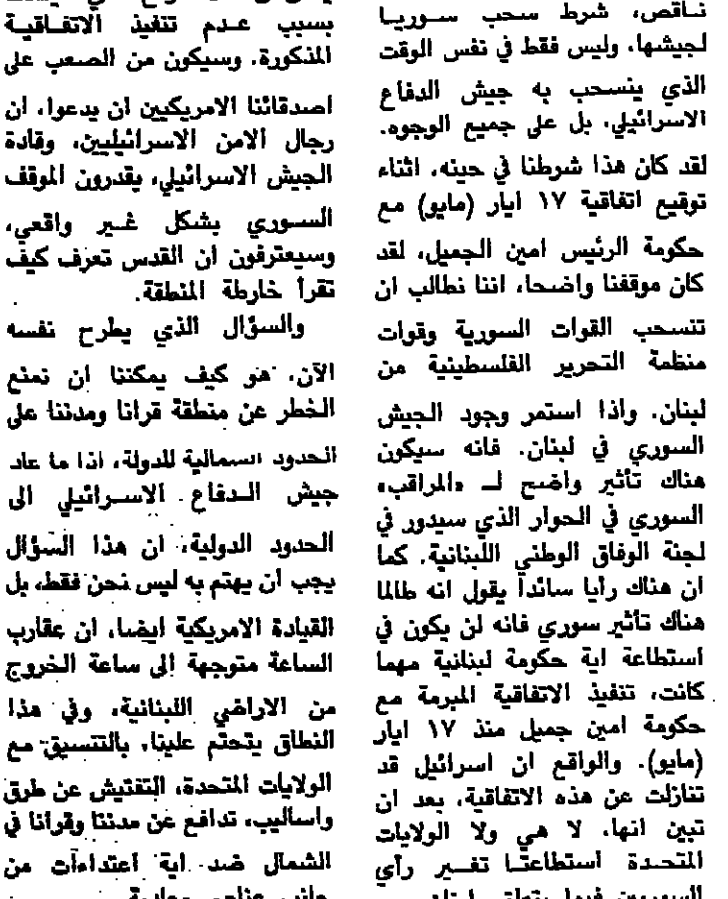 ناقص، شرط سحب سوريا
لجيشها، وليس فقط في نفس الوقت
الذي ينسحب به جيش الدفاع
الاسرائيلي، بل على جميع الوجوه.
لقد كان هذا شرطنا في حينه، اثناء
توقيع اتفاقية ١٧ ايار (مايو) مع
حكومة الرئيس امين الجميل، لقد
كان موقفنا واضحا، اننا نطالب ان
تنسحب القوات السورية وقوات
منظمة التحرير الفلسطينية من
لبنان. واذا استمر وجود الجيش
السوري في لبنان. فانه سيكون
هناك تأثير واضح لـ «المراقب»
السوري في الحوار الذي سيدور في
لجنة الوفاق الوطني اللبنانية. كما
ان هناك رأيا سائداً يقول انه طالما
هناك تأثير سوري فانه لن يكون في
استطاعة اية حكومة لبنانية مهما
كانت، تنفيذ الاتفاقية المبرمة مع
حكومة امين جميل منذ ١٧ ايار
(مايو). والواقع ان اسرائيل قد
تنازلت عن هذه الاتفاقية، بعد ان
تبين انها، لا هي ولا الولايات
المتحدة استطاعتا تغيير رأي
بسبب عدم تنفيذ الاتفاقية
المذكورة. وسيكون من الصعب على
اصدقائنا الامريكيين ان يدعوا، ان
رجال الامن الاسرائيليين، وقادة
الجيش الاسرائيلي، يقدرون الموقف
السوري بشكل غير واقعي،
وسيعترفون ان القدس تعرف كيف
تقرأ خارطة المنطقة.
والسؤال الذي يطرح نفسه
الآن، هو كيف يمكننا ان نمنع
الخطر عن منطقة قرانا ومدننا على
الحدود الشمالية للدولة، اذا ما عاد
جيش الدفاع الاسرائيلي الى
الحدود الدولية، ان هذا السؤال
يجب ان يهتم به ليس نحن فقط، بل
القيادة الامريكية ايضا، ان عقارب
الساعة متوجهة الى ساعة الخروج
من الاراضي اللبنانية، وفي هذا
النطاق يتحتم علينا، بالتنسيق مع
الولايات المتحدة، التفتيش عن طرق
واساليب، تدافع عن مدننا وقرانا في
الشمال ضد اية اعتداءات من